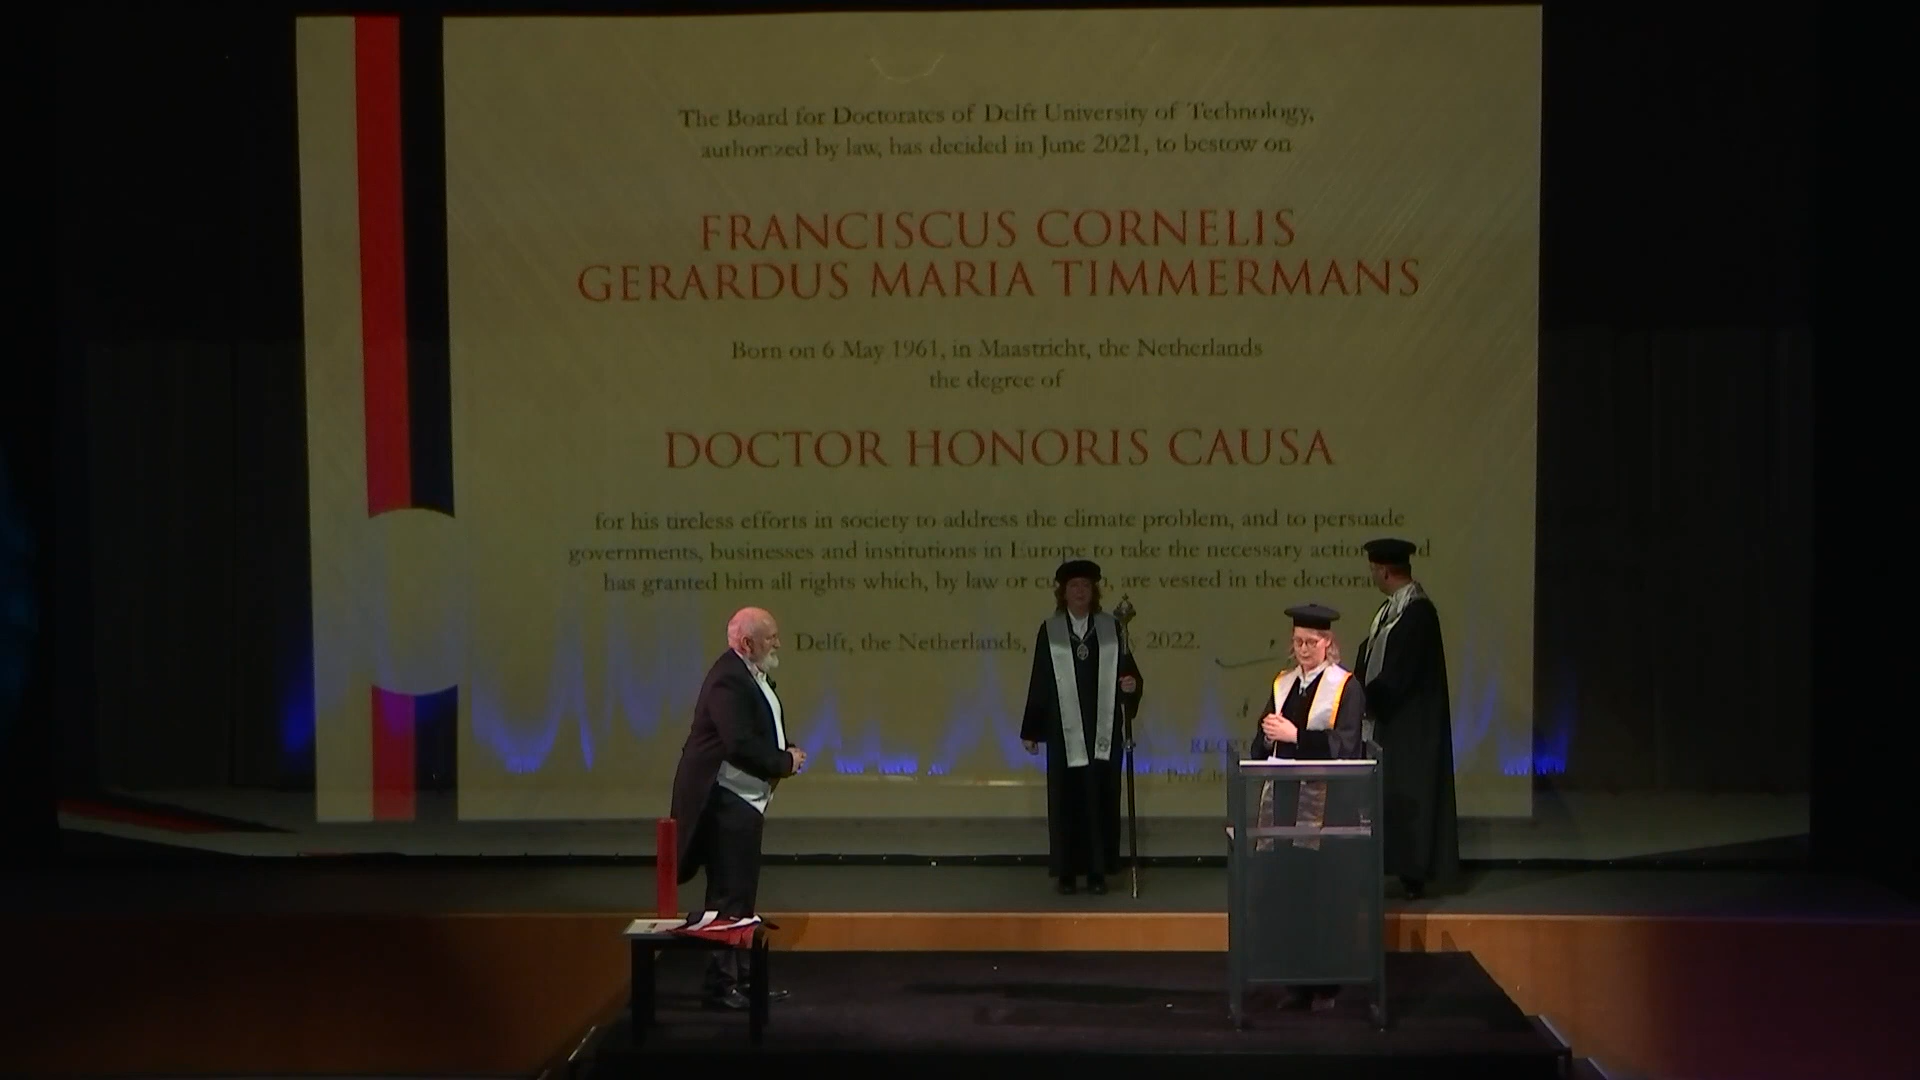 The Board for Doctorates of Delft University of Technology,
authorized by law, has decided in June 2021, to bestow on
FRANCISCUS CORNELIS
GERARDUS MARIA TIMMERMANS
Born on 6 May 1961, in Maastricht, the Netherlands
the degree of
DOCTOR HONORIS CAUSA
for his tireless efforts in society to address the climate problem, and to persuade
governments, businesses and institutions in Europe to take the necessary
has granted him all rights which, by law or are vested in the
Delft, the Netherlands, 2022.